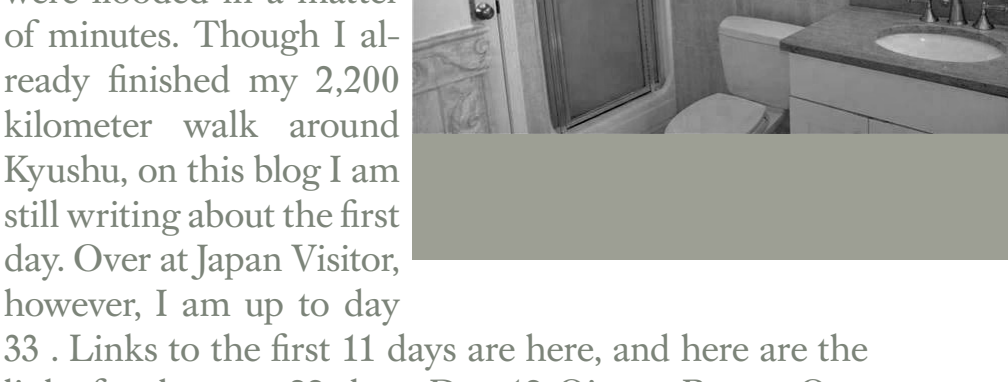 were flooded in a matter
of minutes. Though I al-
ready finished my 2,200
kilometer walk around
Kyushu, on this blog I am
still writing about the first
day. Over at Japan Visitor,
however, I am up to day
33 . Links to the first 11 days are here, and here are the